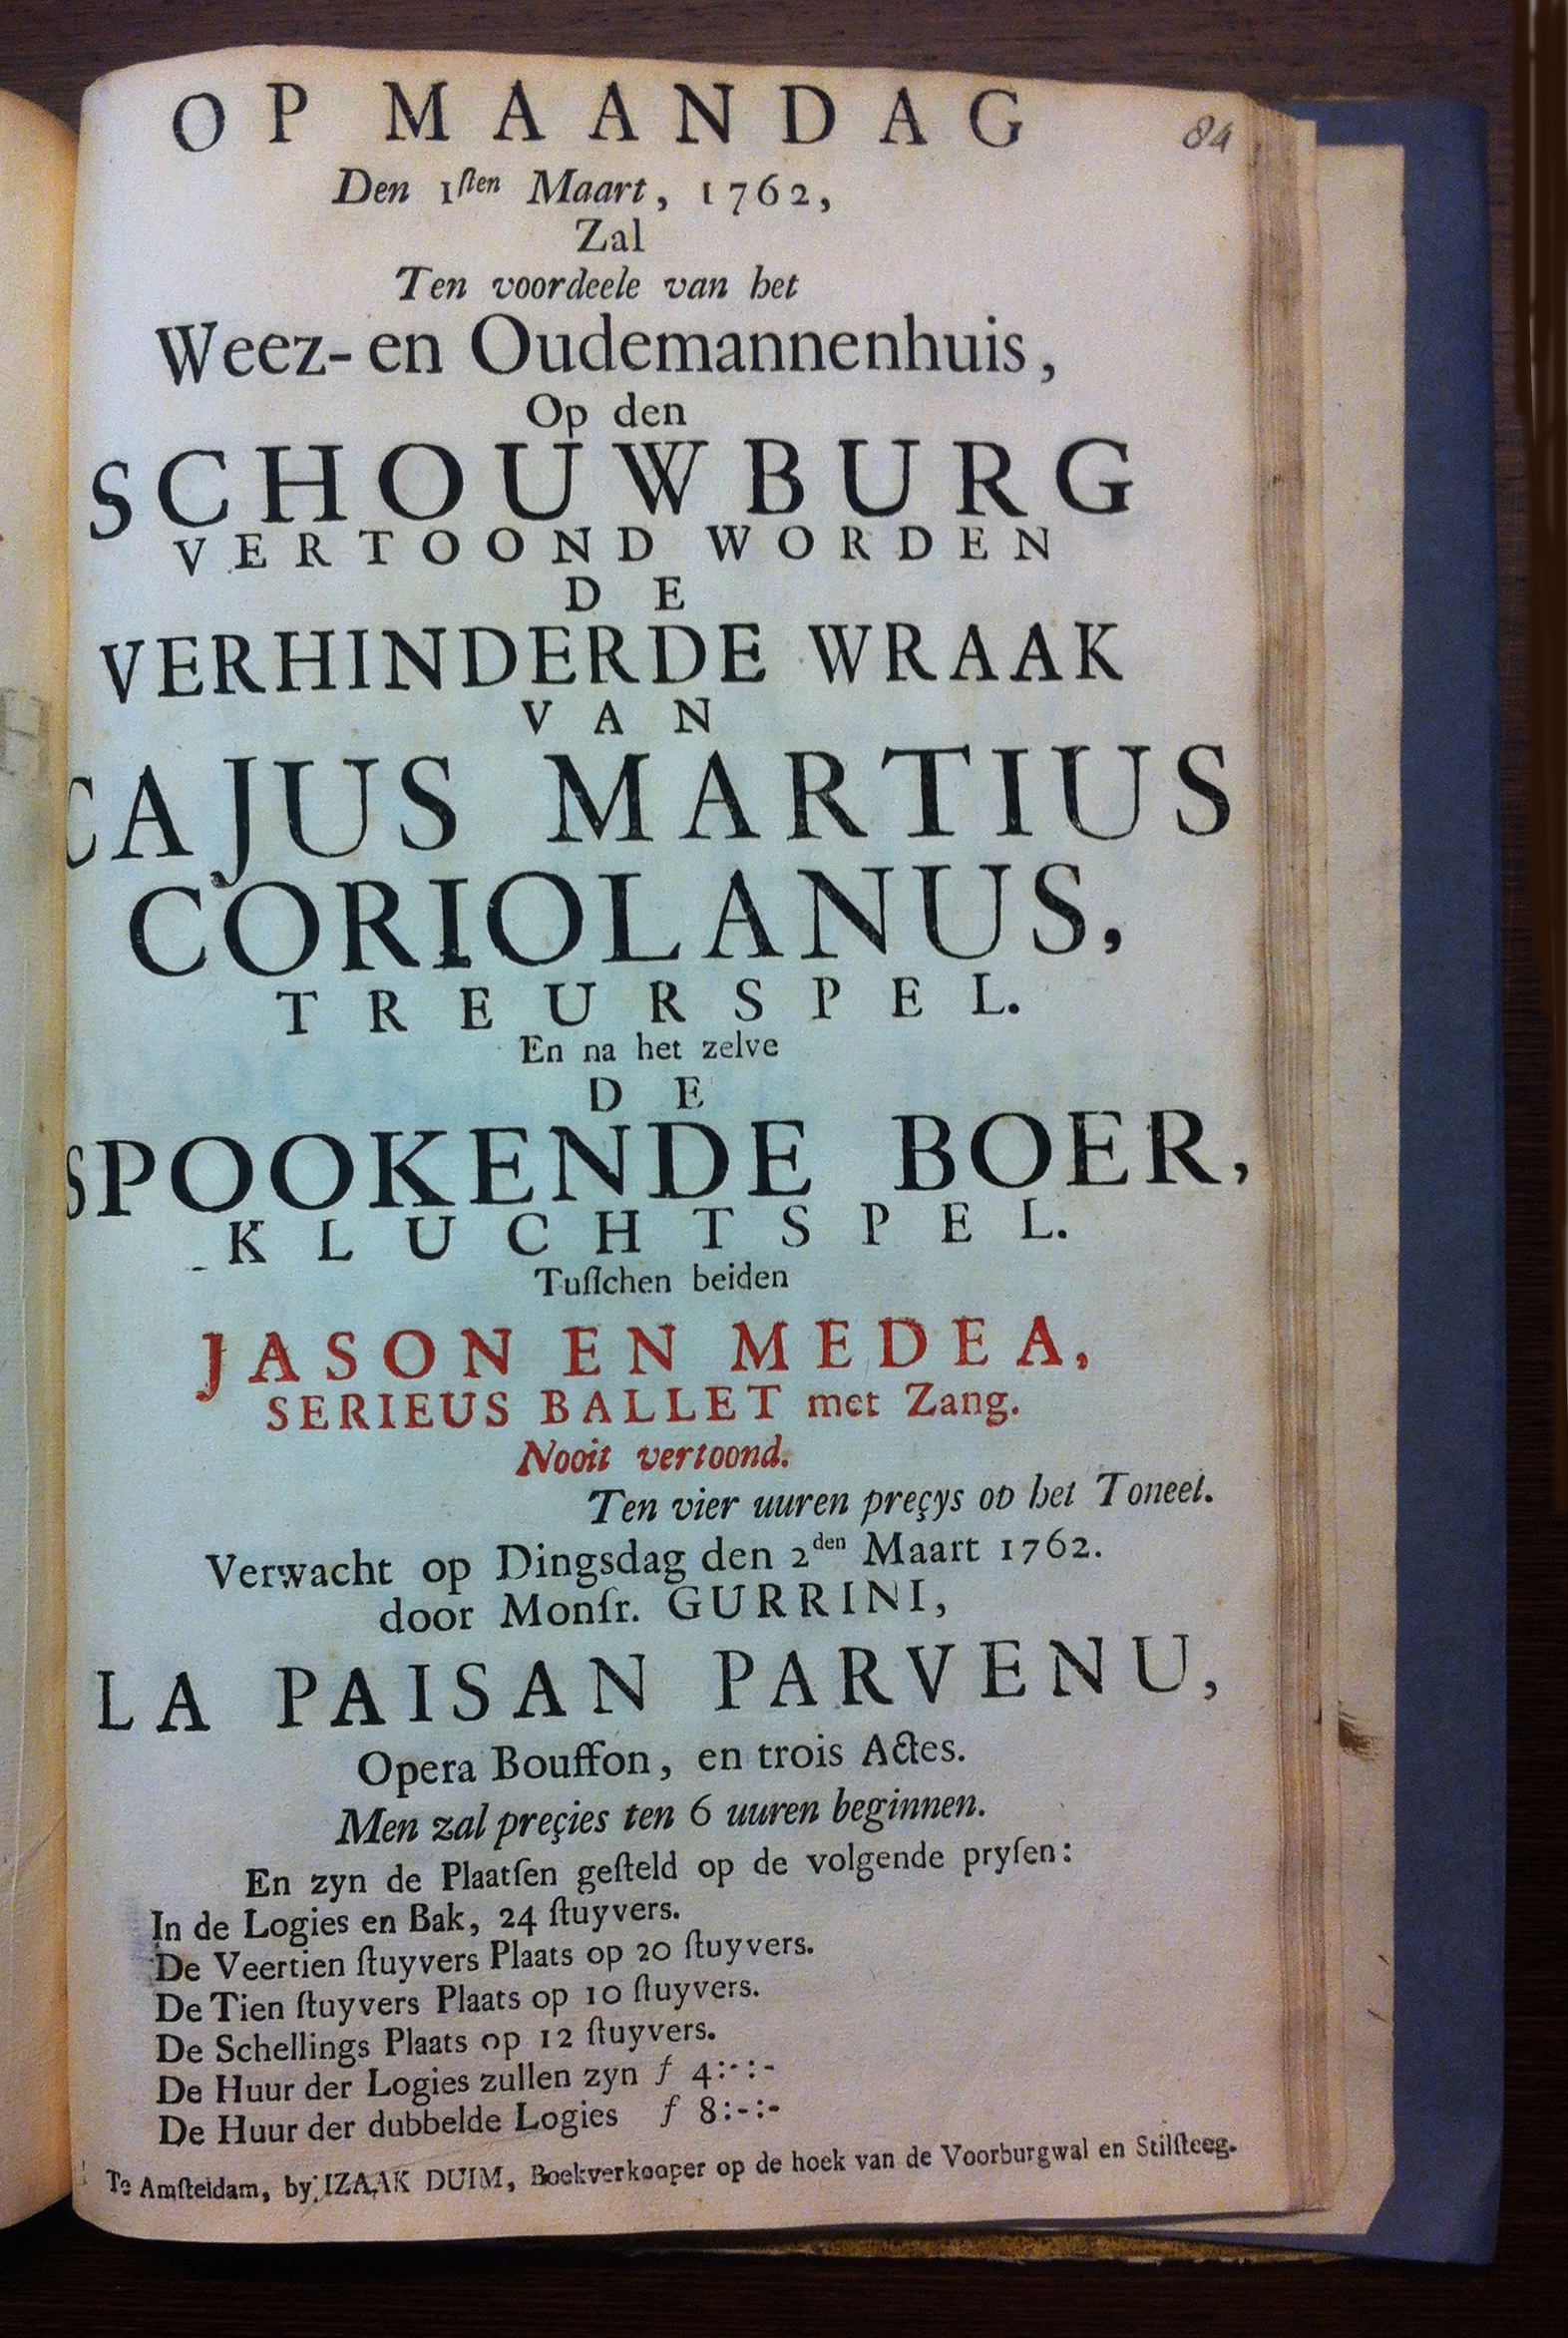 84
OP MAANDAG
Den 1ſten Maart, 1762,
Zal
Ten voordeele van het
Weez- en Oudemannenhuis,
Op den
SCHOUWBURG
VERTOOND WORDEN
DE
VERHINDERDE WRAAK
VAN
CAJUS MARTIUS
CORIOLANUS,
TREURSPEL.
En na het zelve
DE
SPOOKENDE BOER,
KLUCHTSPEL.
Tuſſchen beiden
JASON EN MEDEA,
SERIEUS BALLET met Zang.
Nooit vertoond.
Ten vier uuren preçys op het Toneel.
Verwacht op Dingsdag den 2den Maart 1762.
door Monſr. GURRINI,
LA PAISAN PARVENU,
Opera Bouffon, en trois Actes.
Men zal preçies ten 6 uuren beginnen.
En zyn de Plaatſen geſteld op de volgende pryſen:
In de Logies en Bak, 24 ſtuyvers.
De Veertien ſtuyvers Plaats op 20 ſtuyvers.
De Tien ſtuyvers Plaats op 10 ſtuyvers.
De Schellings Plaats op 12 ſtuyvers.
De Huur der Logies zullen zyn ƒ 4:-:-
De Huur der dubbelde Logies ƒ 8:-:-
Te Amſteldam, by IZAAK DUIM, Boekverkooper op de hoek van de Voorburgwal en Stilſteeg.